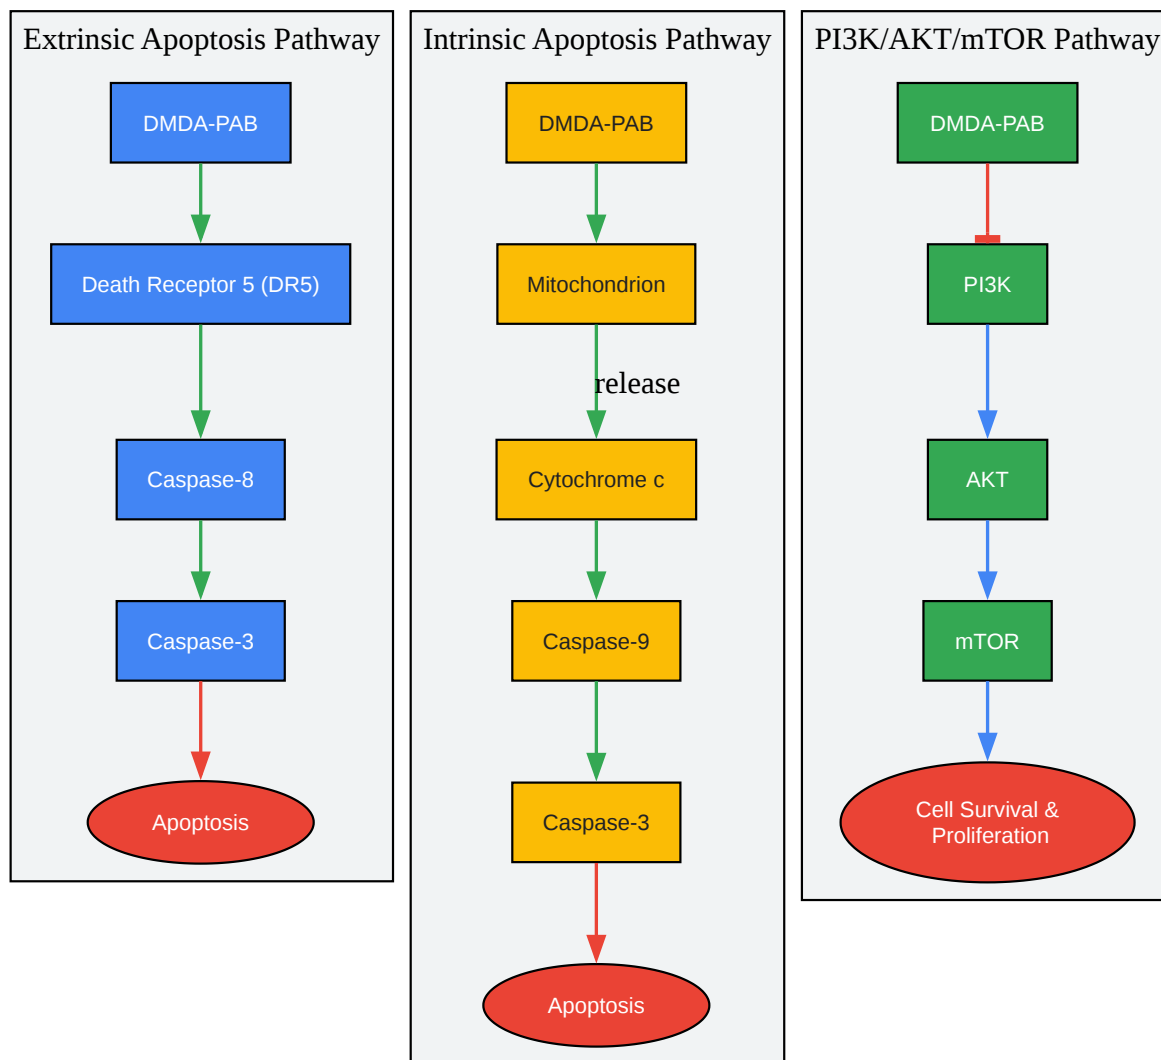 Extrinsic Apoptosis Pathway
DMDA-PAB
Death Receptor 5 (DR5)
Caspase-8
Caspase-3
Apoptosis
Intrinsic Apoptosis Pathway
DMDA-PAB
Mitochondrion
release
Cytochrome c
Caspase-9
Caspase-3
Apoptosis
PI3K/AKT/mTOR Pathway
DMDA-PAB
PI3K
AKT
mTOR
Cell Survival &
Proliferation